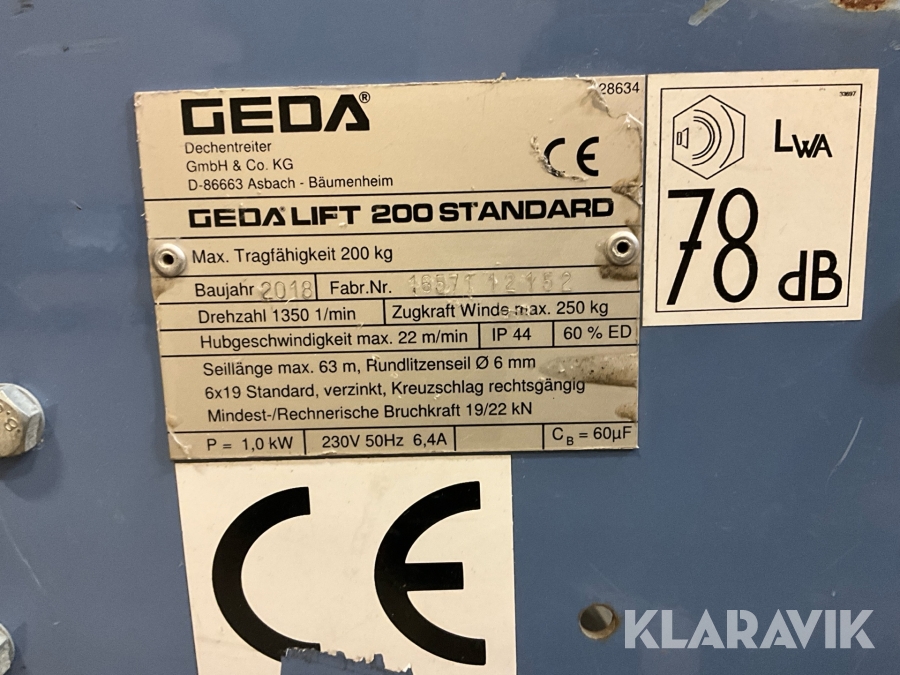 GEDA®
28634
Dechentreiter
GmbH & Co. KG
D-86663 Asbach - Bäumenheim
CE
GEDA® LIFT 200 STANDARD
Max. Tragfähigkeit 200 kg
Baujahr 2018 Fabr.Nr. 12152
Drehzahl 1350 1/min Zugkraft Winde max. 250 kg
Hubgeschwindigkeit max. 22 m/min IP 44 60 % ED
Seillänge max. 63 m, Rundlitzenseil Ø 6 mm
6x19 Standard, verzinkt, Kreuzschlag rechtsgängig
Mindest-/Rechnerische Bruchkraft 19/22 kN
P = 1,0 kW 230V 50Hz 6,4A CB = 60µF
LWA
78 dB
CE
KLARAVIK